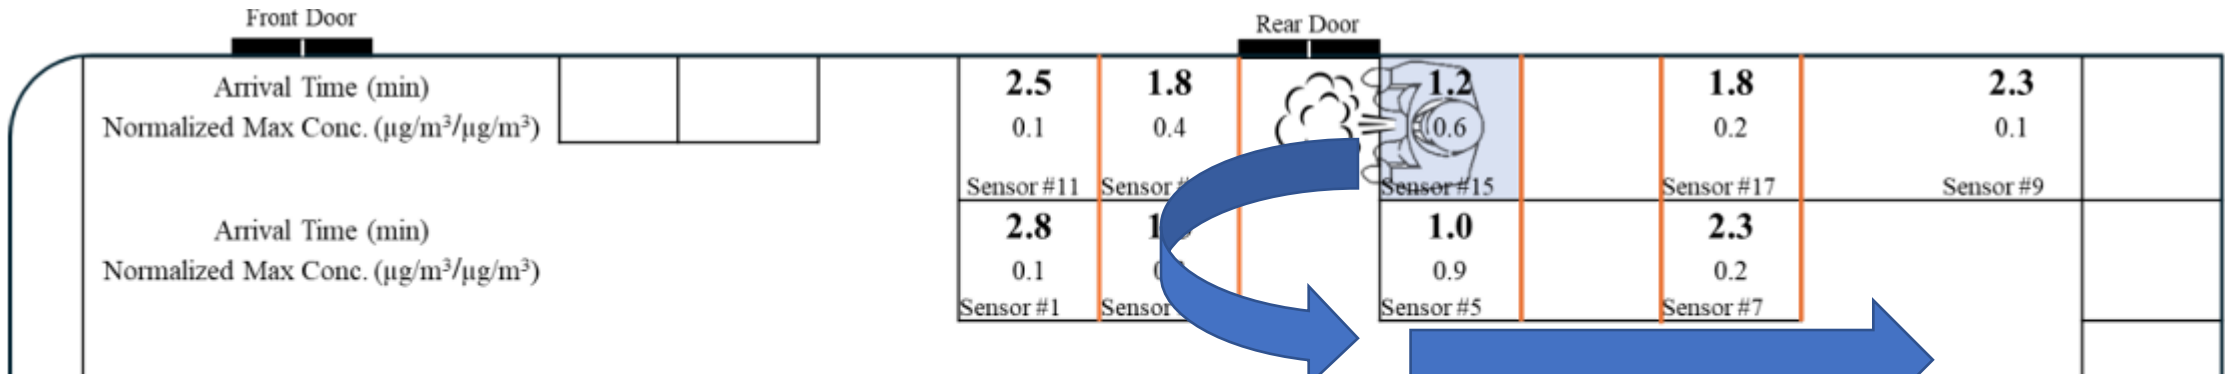 Front Door
Rear Door
Arrival Time (min) 2.5 1.8 1.2 1.8 2.3
Normalized Max Conc. (µg/m³/µg/m³) 0.1 0.4 0.6 0.2 0.1
Sensor #11 Sensor # Sensor #15 Sensor #17 Sensor #9
Arrival Time (min) 2.8 1.0 2.3
Normalized Max Conc. (µg/m³/µg/m³) 0.1 0.9 0.2
Sensor #1 Sensor Sensor #5 Sensor #7